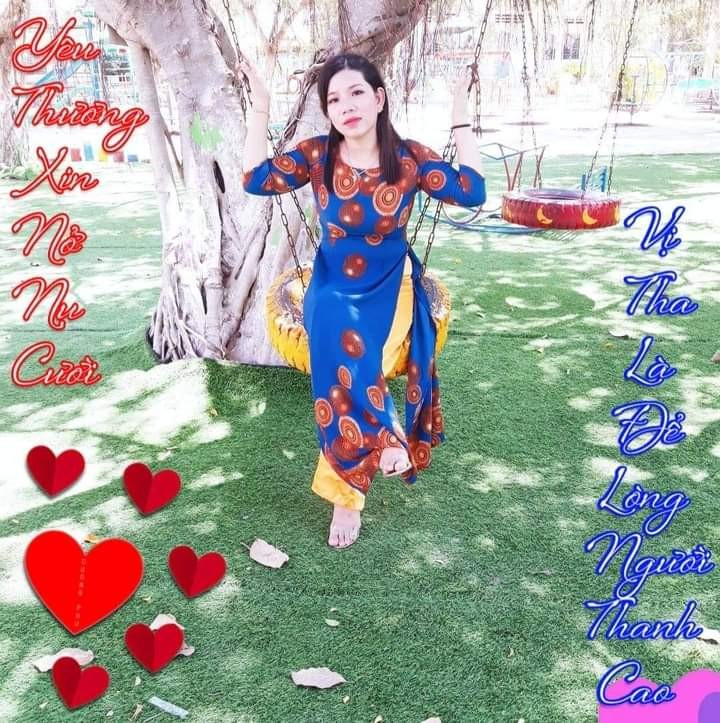 Yêu
Thương
Xin
Nở
Nụ
Cười
Vị
Tha
Là
Để
Lòng
Người
Thanh
Cao